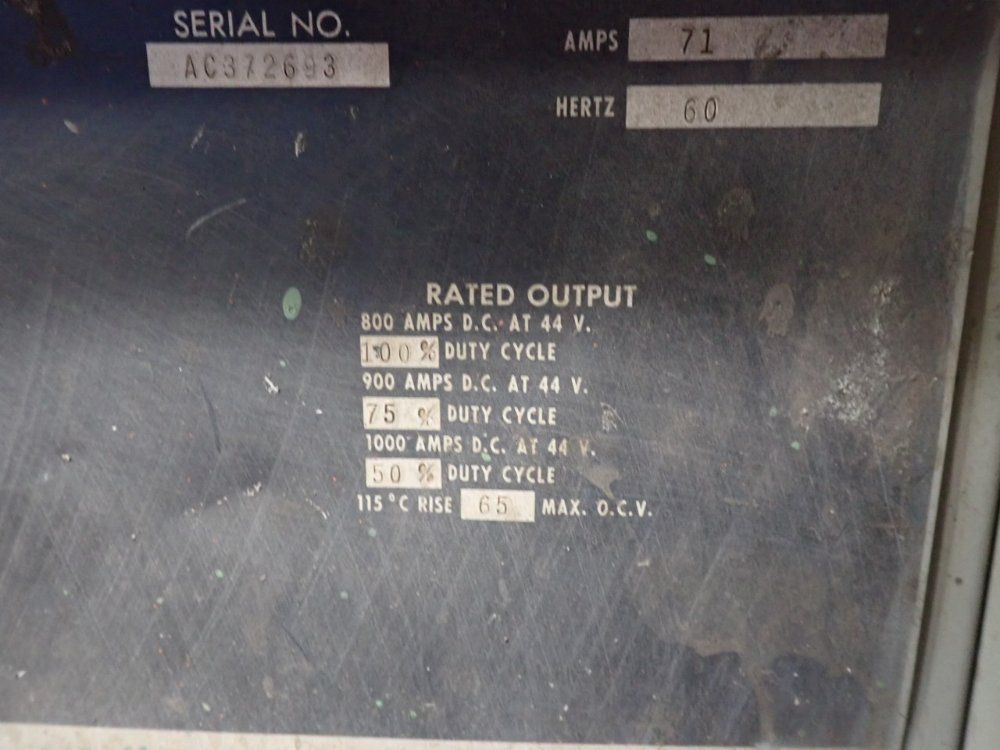 SERIAL NO.
AC372693
AMPS 71
HERTZ 60
RATED OUTPUT
800 AMPS D.C. AT 44 V.
100 % DUTY CYCLE
900 AMPS D.C. AT 44 V.
75 % DUTY CYCLE
1000 AMPS D.C. AT 44 V.
50 % DUTY CYCLE
115 °C RISE 65 MAX. O.C.V.